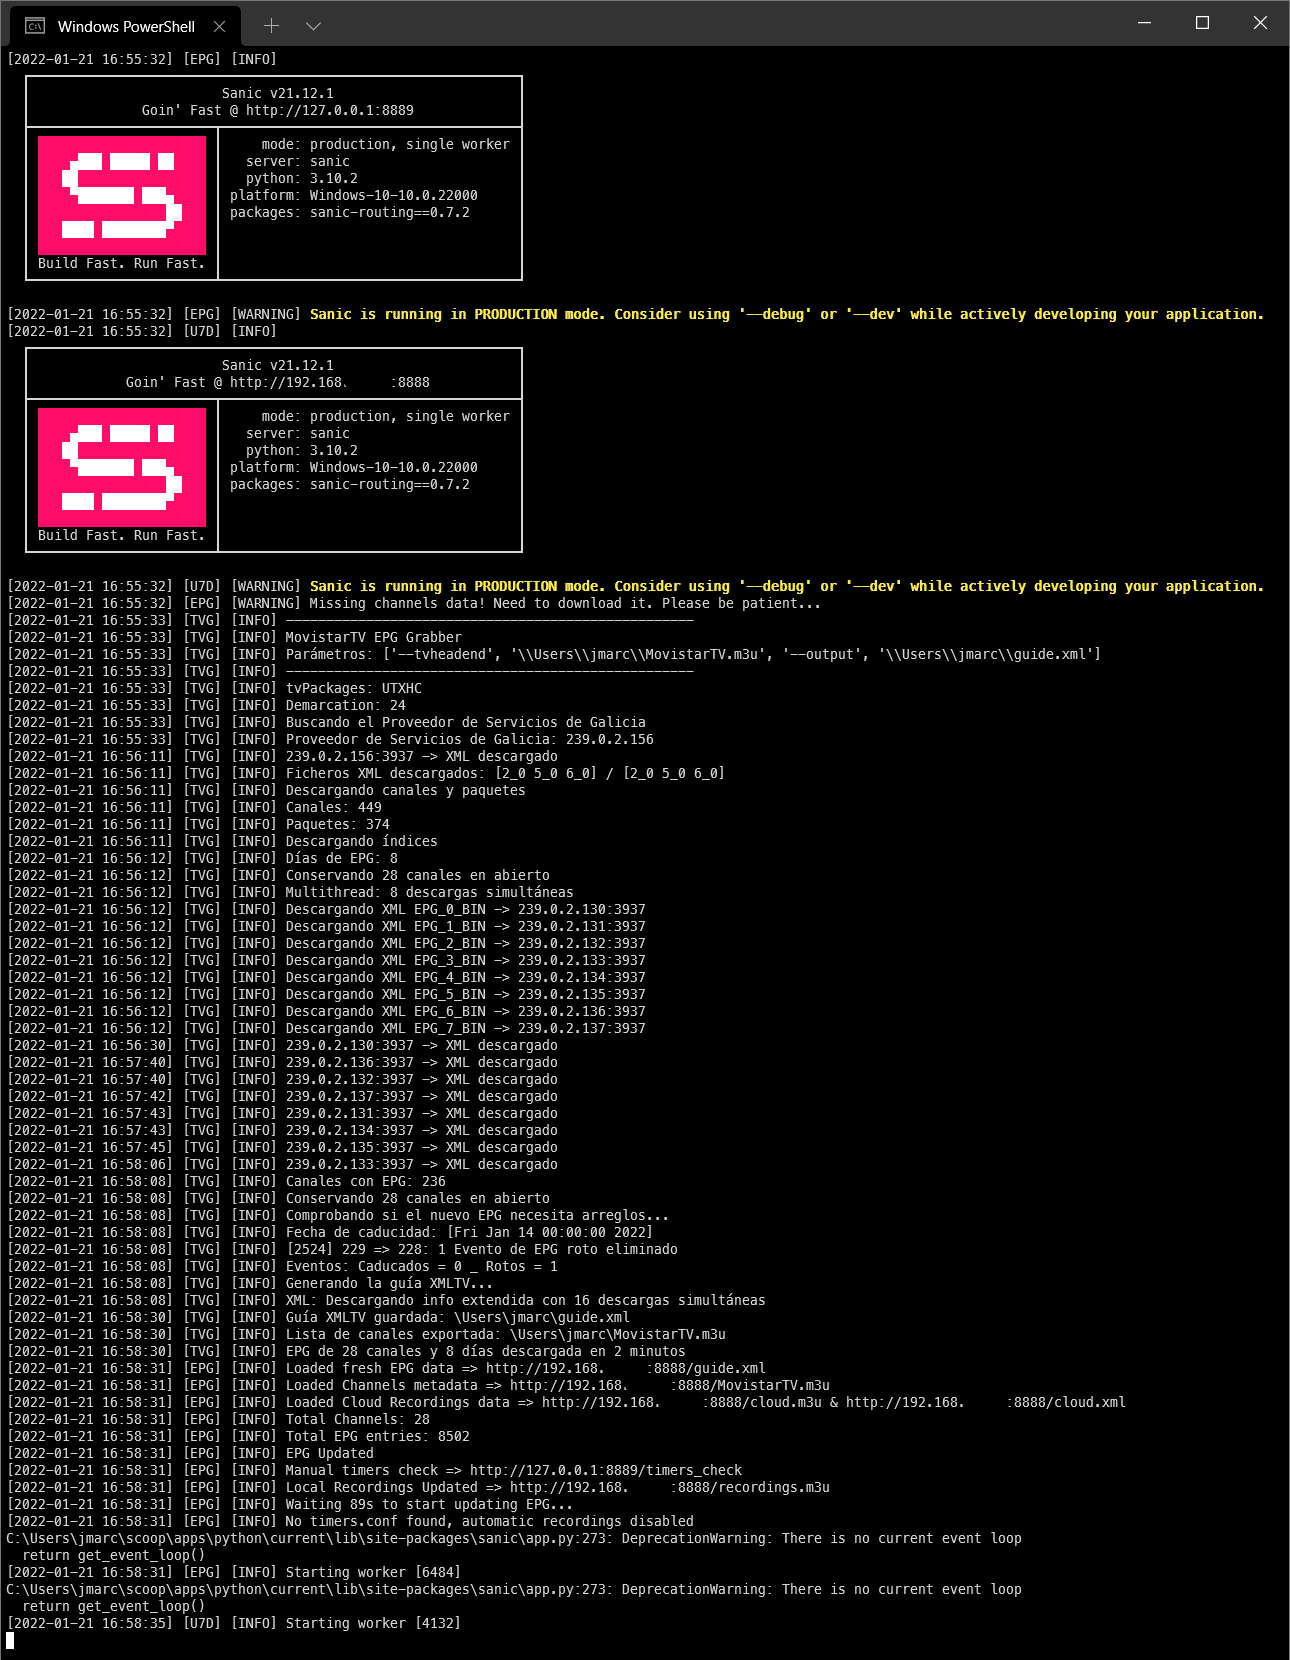 Windows PowerShell
[2022-01-21 16:55:32] [EPG] [INFO]
Sanic v21.12.1
Goin' Fast @ http://127.0.0.1:8889
mode: production, single worker
server: sanic
python: 3.10.2
platform: Windows-10-10.0.22000
packages: sanic-routing==0.7.2
Build Fast. Run Fast.
[2022-01-21 16:55:32] [EPG] [WARNING] Sanic is running in PRODUCTION mode. Consider using '--debug' or '--dev' while actively developing your application.
[2022-01-21 16:55:32] [U7D] [INFO]
Sanic v21.12.1
Goin' Fast @ http://192.168. :8888
mode: production, single worker
server: sanic
python: 3.10.2
platform: Windows-10-10.0.22000
packages: sanic-routing==0.7.2
Build Fast. Run Fast.
[2022-01-21 16:55:32] [U7D] [WARNING] Sanic is running in PRODUCTION mode. Consider using '--debug' or '--dev' while actively developing your application.
[2022-01-21 16:55:32] [EPG] [WARNING] Missing channels data! Need to download it. Please be patient...
[2022-01-21 16:55:33] [TVG] [INFO] ---------------------------------------------------
[2022-01-21 16:55:33] [TVG] [INFO] MovistarTV EPG Grabber
[2022-01-21 16:55:33] [TVG] [INFO] Parámetros: ['--tvheadend', '\\Users\\jmarc\\MovistarTV.m3u', '--output', '\\Users\\jmarc\\guide.xml']
[2022-01-21 16:55:33] [TVG] [INFO] ---------------------------------------------------
[2022-01-21 16:55:33] [TVG] [INFO] tvPackages: UTXHC
[2022-01-21 16:55:33] [TVG] [INFO] Demarcation: 24
[2022-01-21 16:55:33] [TVG] [INFO] Buscando el Proveedor de Servicios de Galicia
[2022-01-21 16:55:33] [TVG] [INFO] Proveedor de Servicios de Galicia: 239.0.2.156
[2022-01-21 16:56:11] [TVG] [INFO] 239.0.2.156:3937 -> XML descargado
[2022-01-21 16:56:11] [TVG] [INFO] Ficheros XML descargados: [2_0 5_0 6_0] / [2_0 5_0 6_0]
[2022-01-21 16:56:11] [TVG] [INFO] Descargando canales y paquetes
[2022-01-21 16:56:11] [TVG] [INFO] Canales: 449
[2022-01-21 16:56:11] [TVG] [INFO] Paquetes: 374
[2022-01-21 16:56:11] [TVG] [INFO] Descargando índices
[2022-01-21 16:56:12] [TVG] [INFO] Días de EPG: 8
[2022-01-21 16:56:12] [TVG] [INFO] Conservando 28 canales en abierto
[2022-01-21 16:56:12] [TVG] [INFO] Multithread: 8 descargas simultáneas
[2022-01-21 16:56:12] [TVG] [INFO] Descargando XML EPG_0_BIN -> 239.0.2.130:3937
[2022-01-21 16:56:12] [TVG] [INFO] Descargando XML EPG_1_BIN -> 239.0.2.131:3937
[2022-01-21 16:56:12] [TVG] [INFO] Descargando XML EPG_2_BIN -> 239.0.2.132:3937
[2022-01-21 16:56:12] [TVG] [INFO] Descargando XML EPG_3_BIN -> 239.0.2.133:3937
[2022-01-21 16:56:12] [TVG] [INFO] Descargando XML EPG_4_BIN -> 239.0.2.134:3937
[2022-01-21 16:56:12] [TVG] [INFO] Descargando XML EPG_5_BIN -> 239.0.2.135:3937
[2022-01-21 16:56:12] [TVG] [INFO] Descargando XML EPG_6_BIN -> 239.0.2.136:3937
[2022-01-21 16:56:12] [TVG] [INFO] Descargando XML EPG_7_BIN -> 239.0.2.137:3937
[2022-01-21 16:56:30] [TVG] [INFO] 239.0.2.130:3937 -> XML descargado
[2022-01-21 16:57:40] [TVG] [INFO] 239.0.2.136:3937 -> XML descargado
[2022-01-21 16:57:40] [TVG] [INFO] 239.0.2.132:3937 -> XML descargado
[2022-01-21 16:57:42] [TVG] [INFO] 239.0.2.137:3937 -> XML descargado
[2022-01-21 16:57:43] [TVG] [INFO] 239.0.2.131:3937 -> XML descargado
[2022-01-21 16:57:43] [TVG] [INFO] 239.0.2.134:3937 -> XML descargado
[2022-01-21 16:57:45] [TVG] [INFO] 239.0.2.135:3937 -> XML descargado
[2022-01-21 16:58:06] [TVG] [INFO] 239.0.2.133:3937 -> XML descargado
[2022-01-21 16:58:08] [TVG] [INFO] Canales con EPG: 236
[2022-01-21 16:58:08] [TVG] [INFO] Conservando 28 canales en abierto
[2022-01-21 16:58:08] [TVG] [INFO] Comprobando si el nuevo EPG necesita arreglos...
[2022-01-21 16:58:08] [TVG] [INFO] Fecha de caducidad: [Fri Jan 14 00:00:00 2022]
[2022-01-21 16:58:08] [TVG] [INFO] [2524] 229 => 228: 1 Evento de EPG roto eliminado
[2022-01-21 16:58:08] [TVG] [INFO] Eventos: Caducados = 0 _ Rotos = 1
[2022-01-21 16:58:08] [TVG] [INFO] Generando la guía XMLTV...
[2022-01-21 16:58:08] [TVG] [INFO] XML: Descargando info extendida con 16 descargas simultáneas
[2022-01-21 16:58:30] [TVG] [INFO] Guía XMLTV guardada: \Users\jmarc\guide.xml
[2022-01-21 16:58:30] [TVG] [INFO] Lista de canales exportada: \Users\jmarc\MovistarTV.m3u
[2022-01-21 16:58:30] [TVG] [INFO] EPG de 28 canales y 8 días descargada en 2 minutos
[2022-01-21 16:58:31] [EPG] [INFO] Loaded fresh EPG data => http://192.168. :8888/guide.xml
[2022-01-21 16:58:31] [EPG] [INFO] Loaded Channels metadata => http://192.168. :8888/MovistarTV.m3u
[2022-01-21 16:58:31] [EPG] [INFO] Loaded Cloud Recordings data => http://192.168. :8888/cloud.m3u & http://192.168. :8888/cloud.xml
[2022-01-21 16:58:31] [EPG] [INFO] Total Channels: 28
[2022-01-21 16:58:31] [EPG] [INFO] Total EPG entries: 8502
[2022-01-21 16:58:31] [EPG] [INFO] EPG Updated
[2022-01-21 16:58:31] [EPG] [INFO] Manual timers check => http://127.0.0.1:8889/timers_check
[2022-01-21 16:58:31] [EPG] [INFO] Local Recordings Updated => http://192.168. :8888/recordings.m3u
[2022-01-21 16:58:31] [EPG] [INFO] Waiting 89s to start updating EPG...
[2022-01-21 16:58:31] [EPG] [INFO] No timers.conf found, automatic recordings disabled
C:\Users\jmarc\scoop\apps\python\current\lib\site-packages\sanic\app.py:273: DeprecationWarning: There is no current event loop
return get_event_loop()
[2022-01-21 16:58:31] [EPG] [INFO] Starting worker [6484]
C:\Users\jmarc\scoop\apps\python\current\lib\site-packages\sanic\app.py:273: DeprecationWarning: There is no current event loop
return get_event_loop()
[2022-01-21 16:58:35] [U7D] [INFO] Starting worker [4132]